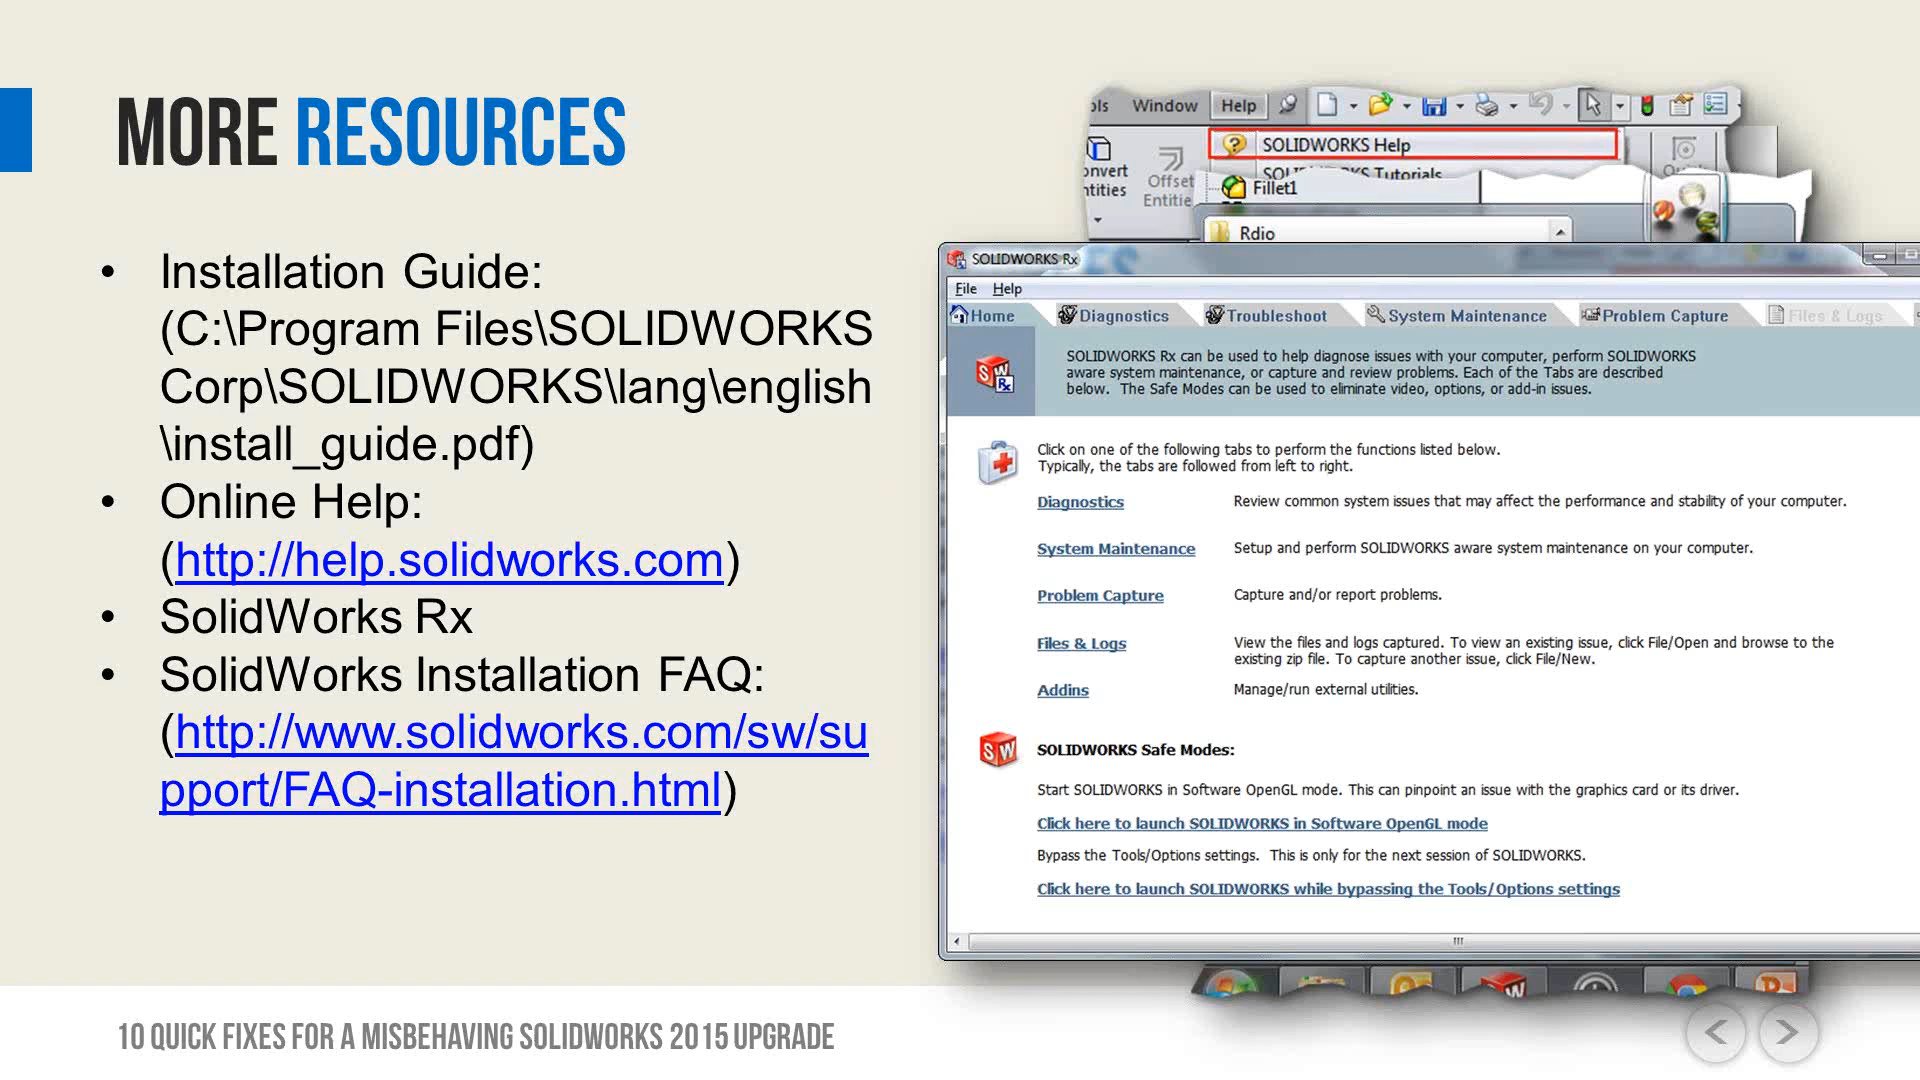 MORE RESOURCES
• Installation Guide:
(C:\Program Files\SOLIDWORKS
Corp\SOLIDWORKS\lang\english
\install_guide.pdf)
• Online Help:
(http://help.solidworks.com)
• SolidWorks Rx
• SolidWorks Installation FAQ:
(http://www.solidworks.com/sw/su
pport/FAQ-installation.html)
Window Help
SOLIDWORKS Help
Tutorials
Offset
Entitie
Fillet1
Rdio
SOLIDWORKS Rx
File Help
Home Diagnostics Troubleshoot System Maintenance Problem Capture Files & Logs
SOLIDWORKS Rx can be used to help diagnose issues with your computer, perform SOLIDWORKS
aware system maintenance, or capture and review problems. Each of the Tabs are described
below. The Safe Modes can be used to eliminate video, options, or add-in issues.
Click on one of the following tabs to perform the functions listed below.
Typically, the tabs are followed from left to right.
Diagnostics Review common system issues that may affect the performance and stability of your computer.
System Maintenance Setup and perform SOLIDWORKS aware system maintenance on your computer.
Problem Capture Capture and/or report problems.
Files & Logs View the files and logs captured. To view an existing issue, click File/Open and browse to the
existing zip file. To capture another issue, click File/New.
Addins Manage/run external utilities.
SOLIDWORKS Safe Modes:
Start SOLIDWORKS in Software OpenGL mode. This can pinpoint an issue with the graphics card or its driver.
Click here to launch SOLIDWORKS in Software OpenGL mode
Bypass the Tools/Options settings. This is only for the next session of SOLIDWORKS.
Click here to launch SOLIDWORKS while bypassing the Tools/Options settings
10 QUICK FIXES FOR A MISBEHAVING SOLIDWORKS 2015 UPGRADE